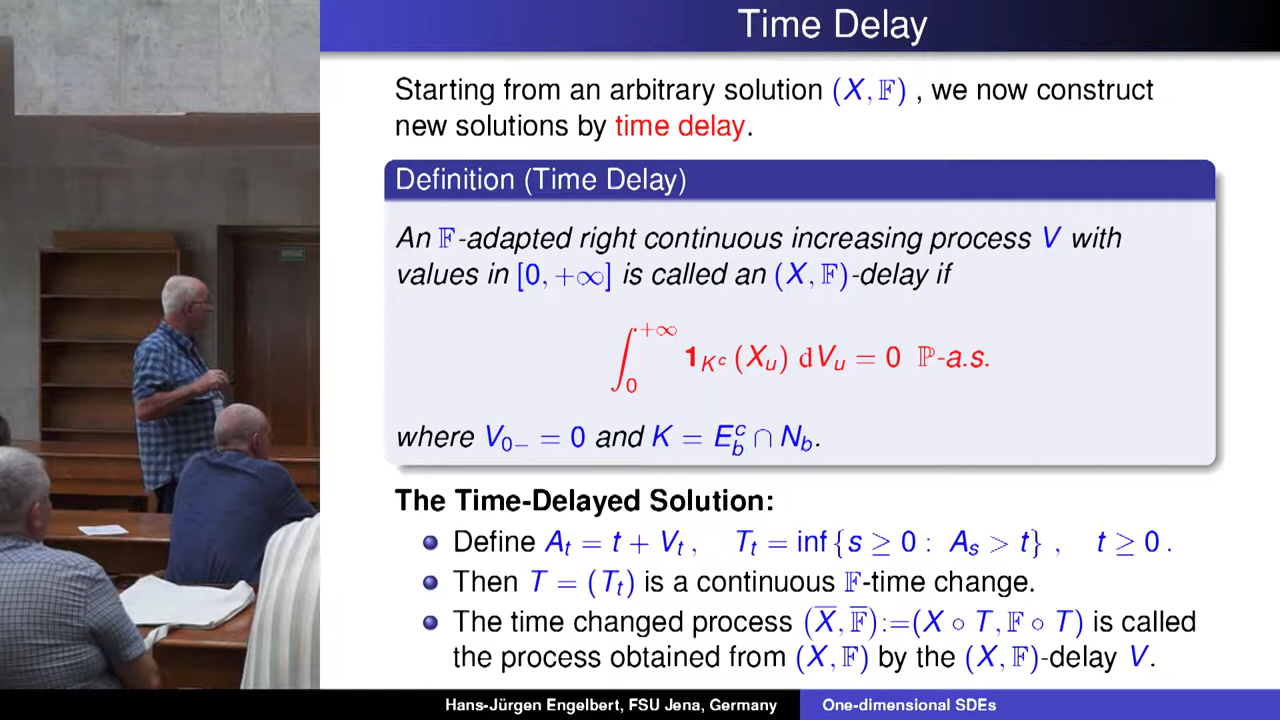 Time Delay
Starting from an arbitrary solution (X, 𝔽) , we now construct
new solutions by time delay.
Definition (Time Delay)
An 𝔽-adapted right continuous increasing process V with
values in [0, +∞] is called an (X, 𝔽)-delay if
∫₀^{+∞} 𝟏_{K^c} (X_u) dV_u = 0 ℙ-a.s.
where V_{0−} = 0 and K = E_b^c ∩ N_b.
The Time-Delayed Solution:
Define A_t = t + V_t , T_t = inf {s ≥ 0 : A_s > t} , t ≥ 0 .
Then T = (T_t) is a continuous 𝔽-time change.
The time changed process (X̅, 𝔽̅):=(X ∘ T, 𝔽 ∘ T) is called
the process obtained from (X, 𝔽) by the (X, 𝔽)-delay V.
Hans-Jürgen Engelbert, FSU Jena, Germany One-dimensional SDEs